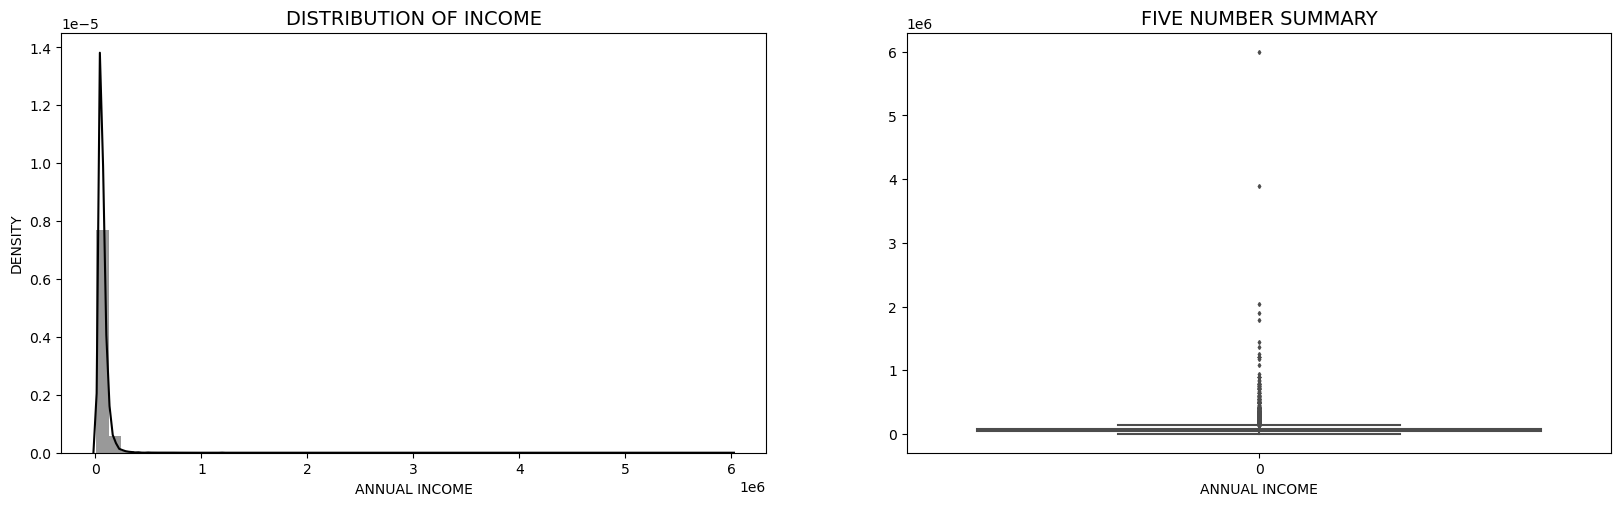 DISTRIBUTION OF INCOME
1e−5
1.4
1.2
1.0
0.8
0.6
0.4
0.2
0.0
DENSITY
0 1 2 3 4 5 6
1e6
ANNUAL INCOME
FIVE NUMBER SUMMARY
1e6
6
5
4
3
2
1
0
0
ANNUAL INCOME